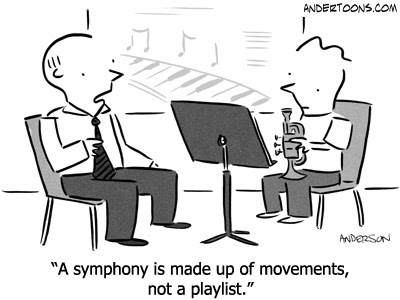 ANDERTOONS.COM
ANDERSON
“A symphony is made up of movements,
not a playlist.”